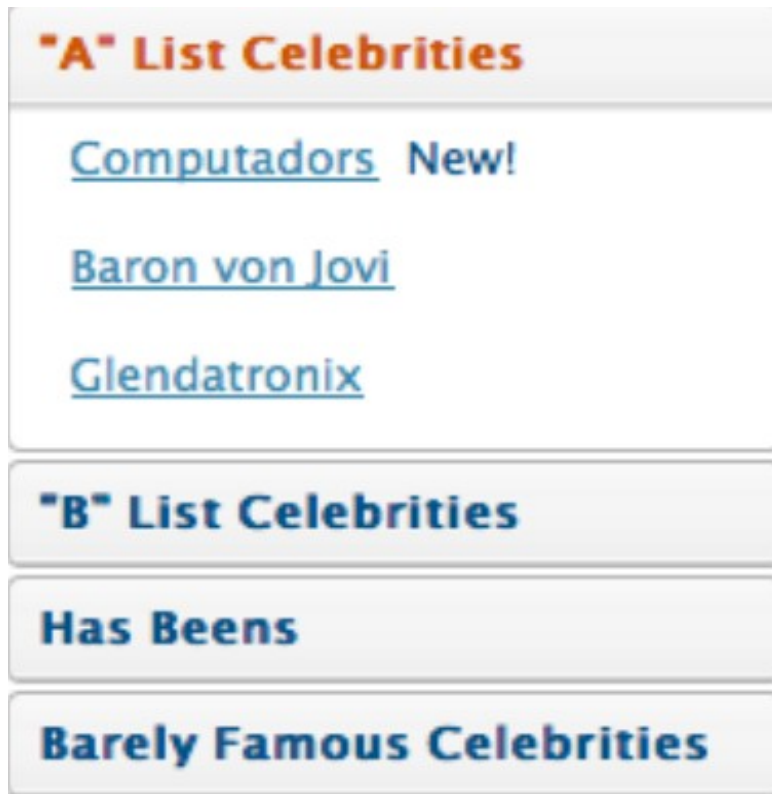 "A" List Celebrities
Computadors New!
Baron von Jovi
Glendatronix
"B" List Celebrities
Has Beens
Barely Famous Celebrities